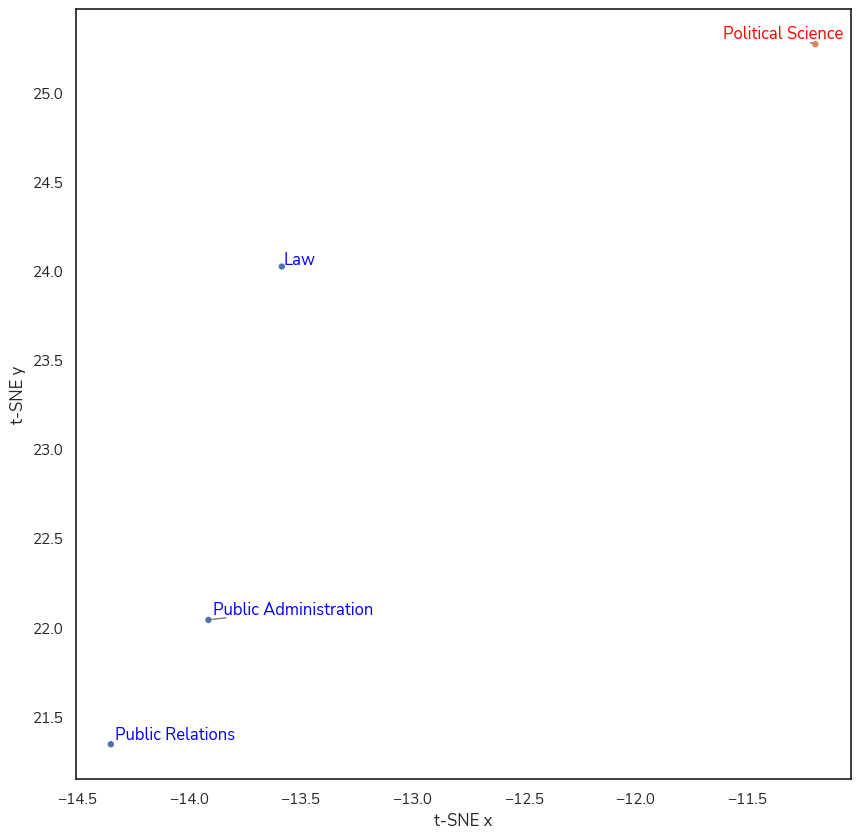 Political Science
25.0
24.5
Law
24.0
23.5
t-SNE y
23.0
22.5
Public Administration
22.0
Public Relations
21.5
−14.5 −14.0 −13.5 −13.0 −12.5 −12.0 −11.5
t-SNE x